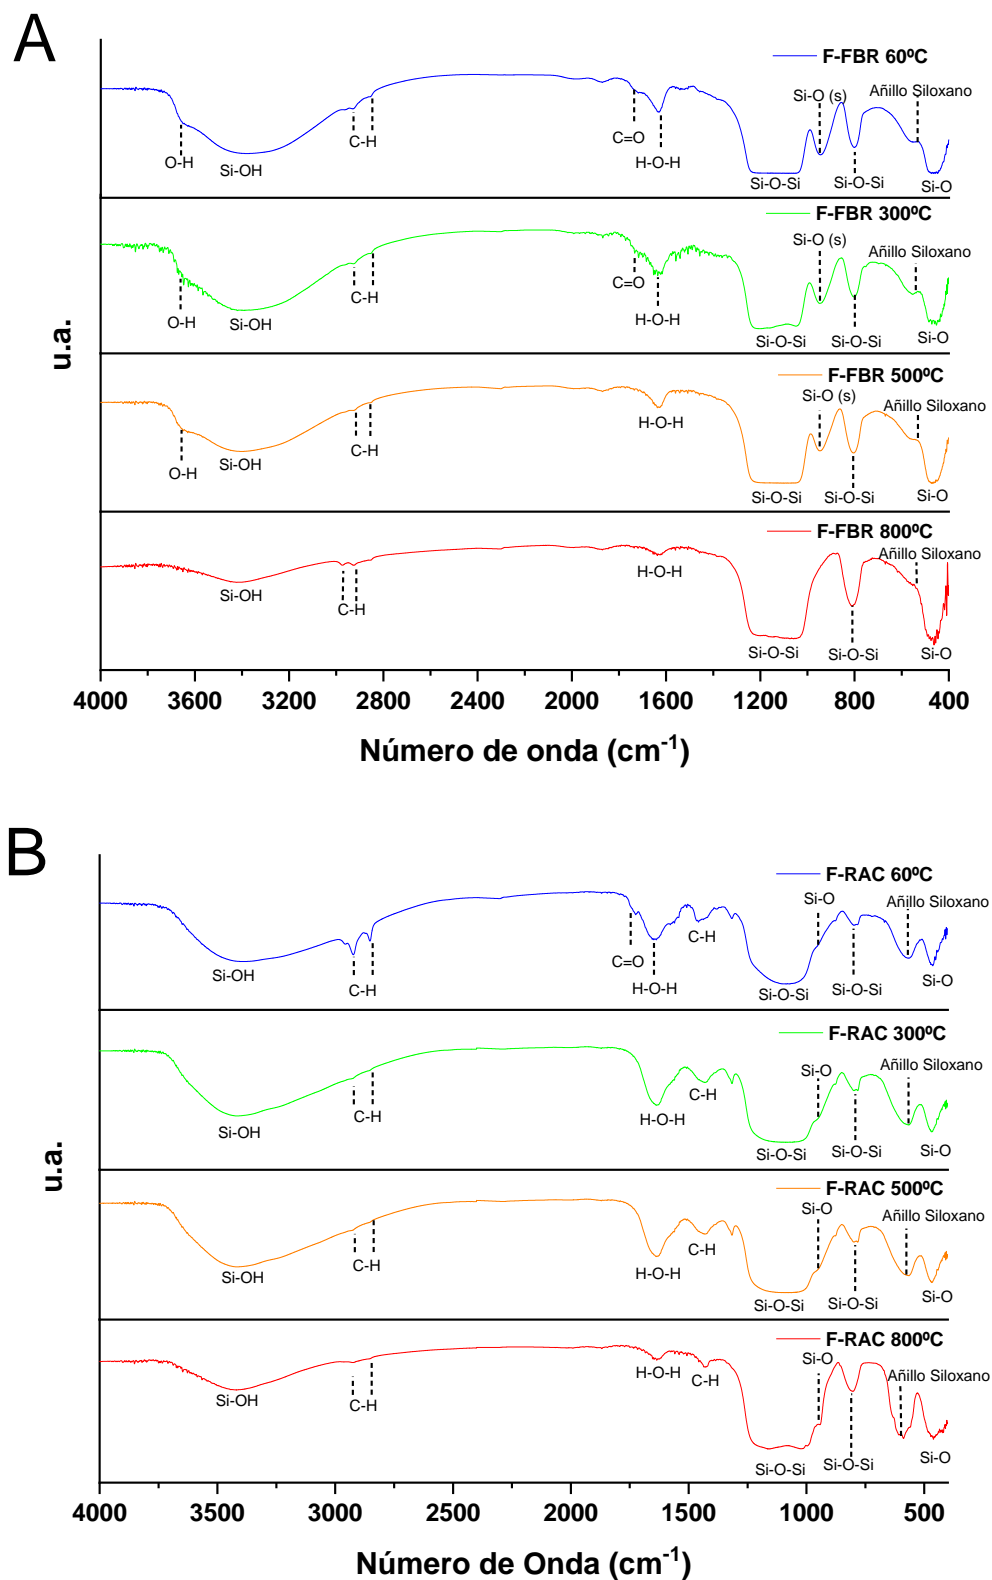 A
F-FBR 60ºC
Si-O (s)
Añillo Siloxano
O-H
Si-OH
C-H
C=O
H-O-H
Si-O-Si
Si-O-Si
Si-O
F-FBR 300ºC
Si-O (s)
Añillo Siloxano
O-H
Si-OH
C-H
C=O
H-O-H
Si-O-Si
Si-O-Si
Si-O
F-FBR 500ºC
Si-O (s)
Añillo Siloxano
O-H
Si-OH
C-H
H-O-H
Si-O-Si
Si-O-Si
Si-O
F-FBR 800ºC
Añillo Siloxano
Si-OH
C-H
H-O-H
Si-O-Si
Si-O-Si
Si-O
u.a.
4000 3600 3200 2800 2400 2000 1600 1200 800 400
Número de onda (cm-1)
B
F-RAC 60ºC
Si-O
Añillo Siloxano
Si-OH
C-H
C=O
H-O-H
C-H
Si-O-Si
Si-O-Si
Si-O
F-RAC 300ºC
Si-O
Añillo Siloxano
Si-OH
C-H
H-O-H
C-H
Si-O-Si
Si-O-Si
Si-O
F-RAC 500ºC
Si-O
Añillo Siloxano
Si-OH
C-H
H-O-H
C-H
Si-O-Si
Si-O-Si
Si-O
F-RAC 800ºC
Si-O
Añillo Siloxano
Si-OH
C-H
H-O-H
C-H
Si-O-Si
Si-O-Si
Si-O
u.a.
4000 3500 3000 2500 2000 1500 1000 500
Número de Onda (cm-1)